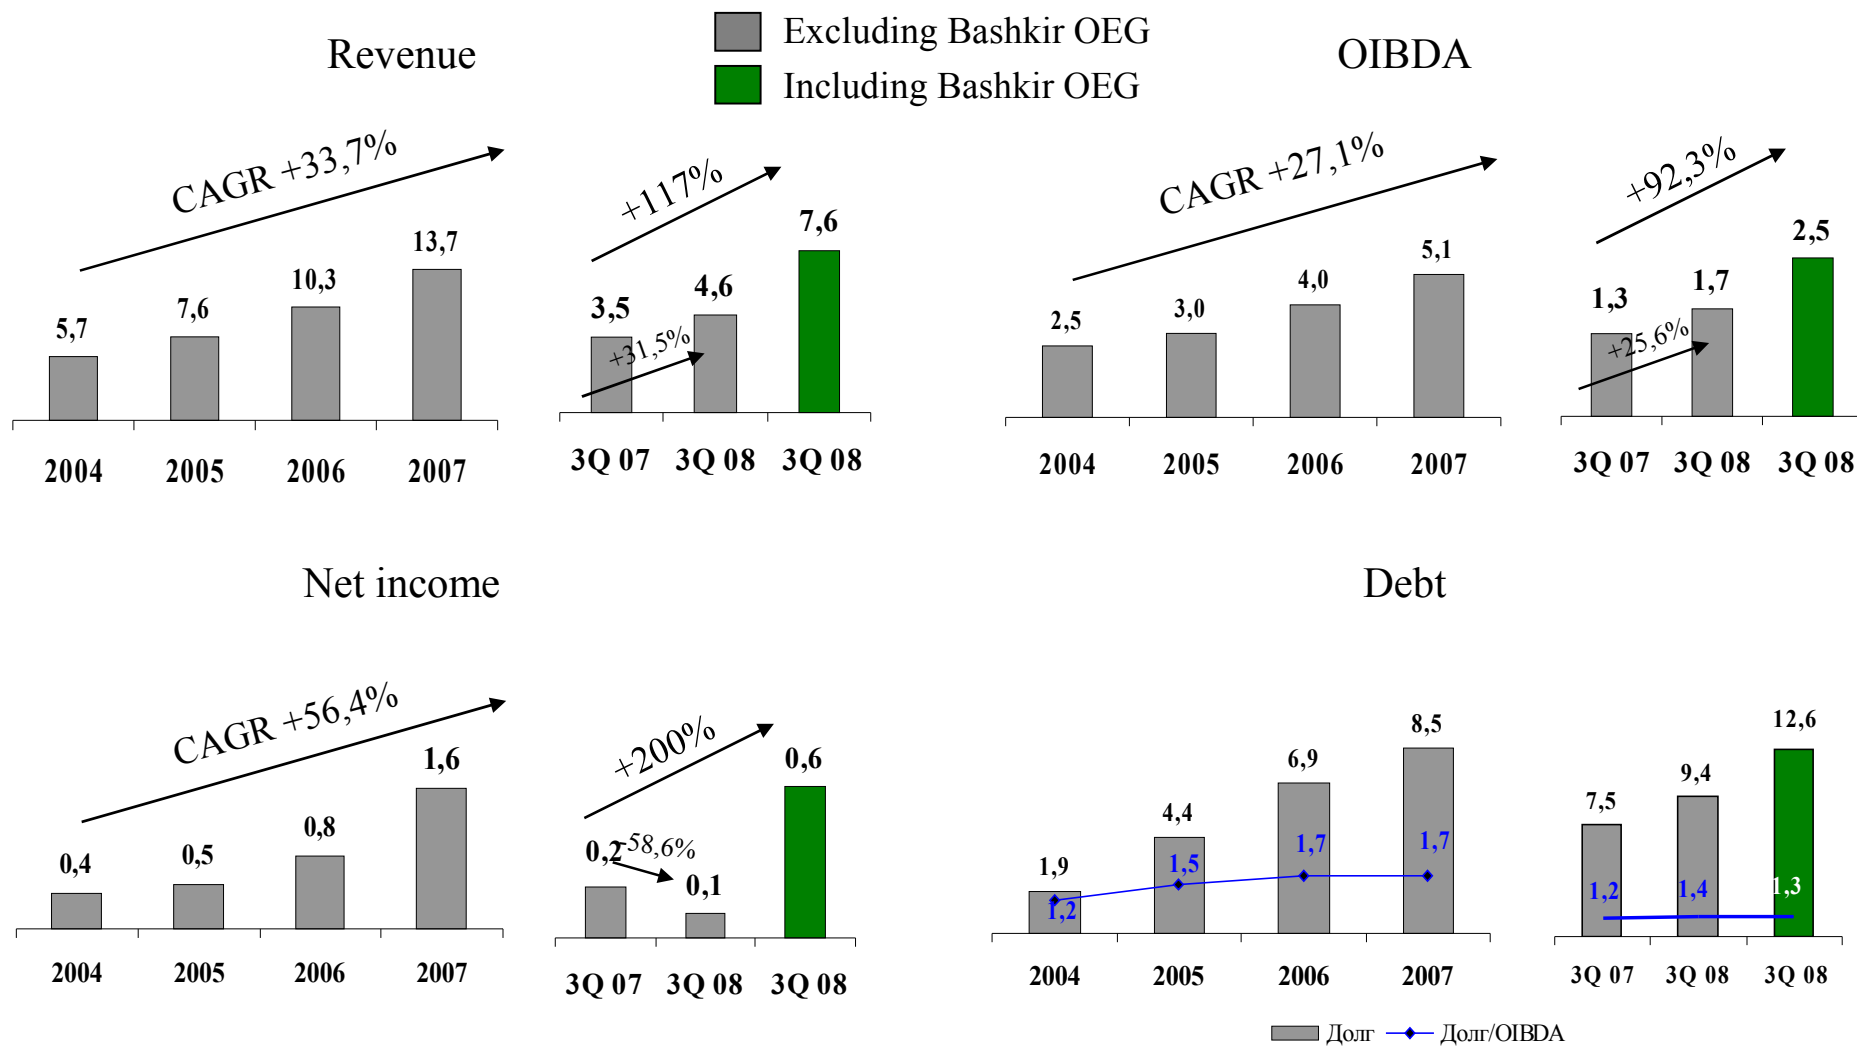 Excluding Bashkir OEG
Including Bashkir OEG
Revenue
CAGR +33,7%
5,7
7,6
10,3
13,7
2004
2005
2006
2007
+117%
3,5
4,6
7,6
+31,5%
3Q 07
3Q 08
3Q 08
OIBDA
CAGR +27,1%
2,5
3,0
4,0
5,1
2004
2005
2006
2007
+92,3%
1,3
1,7
2,5
+25,6%
3Q 07
3Q 08
3Q 08
Net income
CAGR +56,4%
0,4
0,5
0,8
1,6
2004
2005
2006
2007
+200%
0,2
-58,6%
0,1
0,6
3Q 07
3Q 08
3Q 08
Debt
1,9
4,4
6,9
8,5
1,2
1,5
1,7
1,7
2004
2005
2006
2007
7,5
9,4
12,6
1,2
1,4
1,3
3Q 07
3Q 08
3Q 08
Долг
Долг/OIBDA